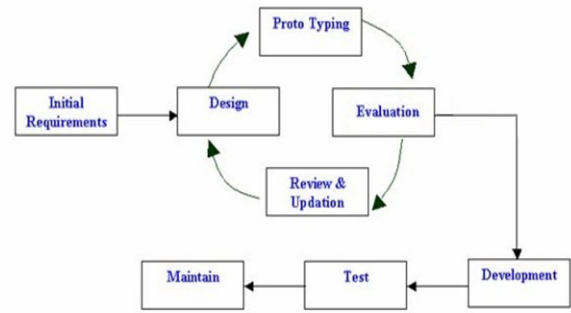 Proto Typing
Initial
Requirements
Design
Evaluation
Review &
Updation
Maintain
Test
Development